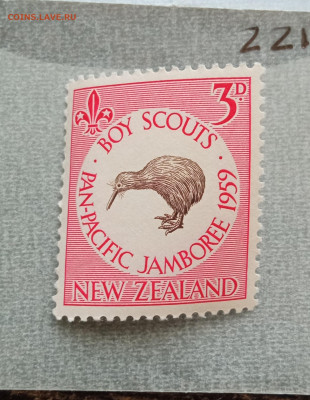 COINS.LAVE.RU
221
3D.
BOY SCOUTS
PAN-PACIFIC JAMBOREE 1959
NEW ZEALAND